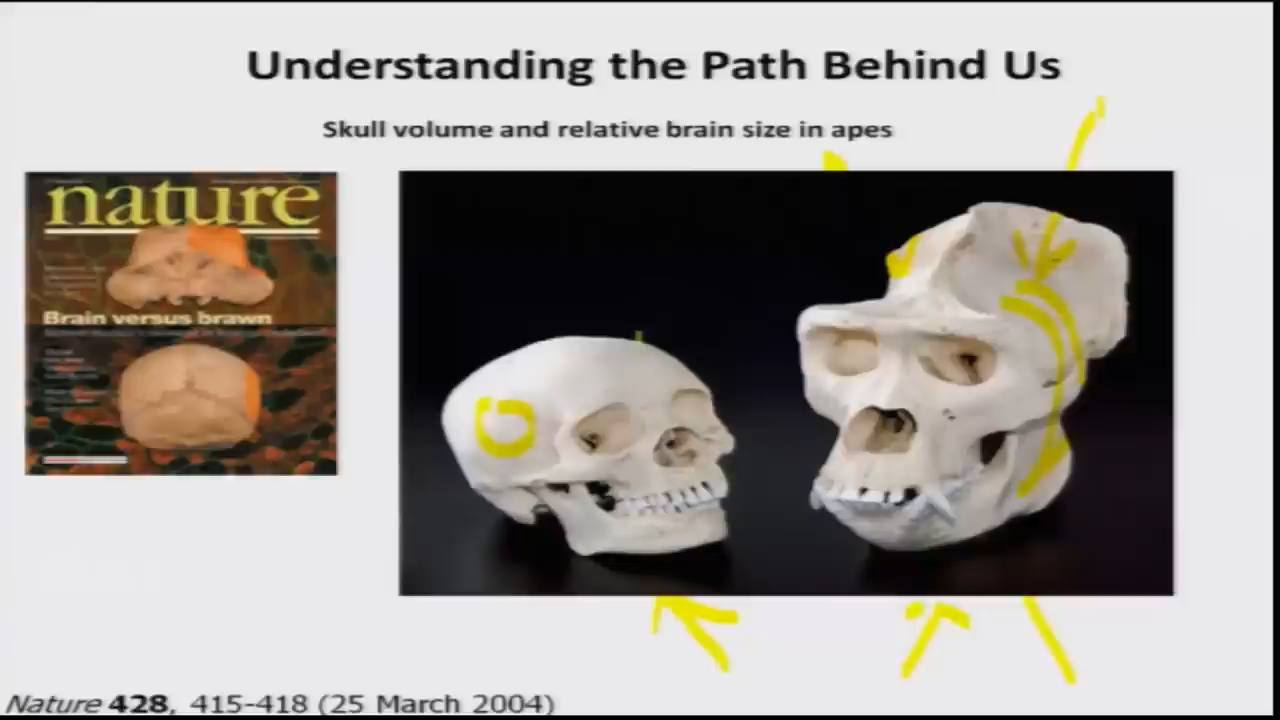 Understanding the Path Behind Us
Skull volume and relative brain size in apes
nature
Brain versus brawn
Nature 428, 415-418 (25 March 2004)